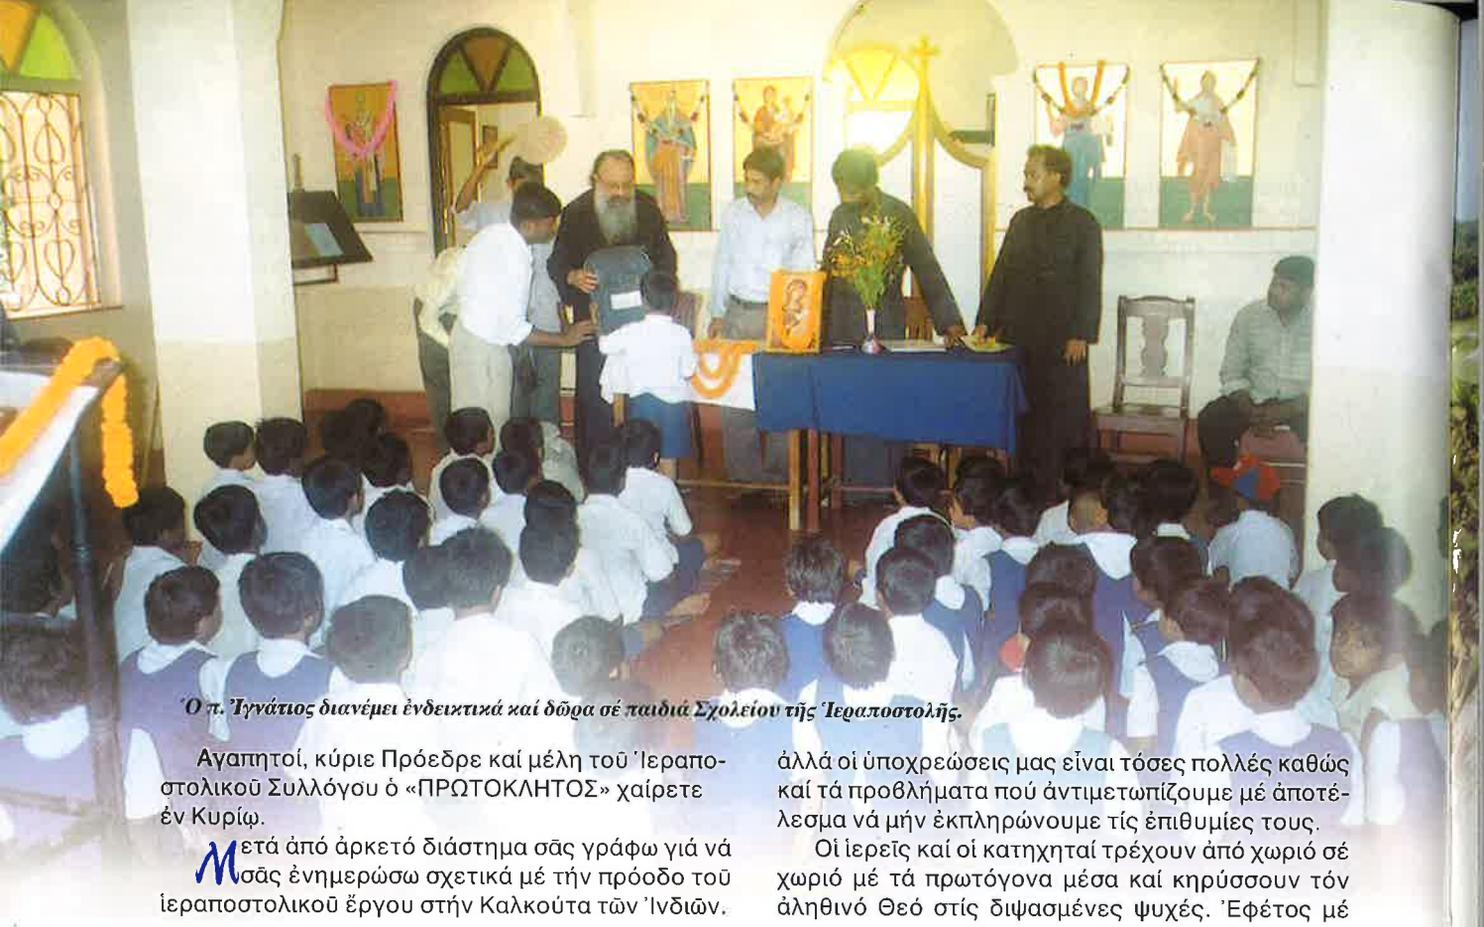 Ὁ π. Ἰγνάτιος διανέμει ἐνδεικτικά καί δῶρα σέ παιδιά Σχολείου τῆς Ἱεραποστολῆς.
Αγαπητοί, κύριε Πρόεδρε καί μέλη τοῦ Ἱεραπο-
στολικοῦ Συλλόγου ὁ «ΠΡΩΤΟΚΛΗΤΟΣ» χαίρετε
ἐν Κυρίῳ.
Μετά ἀπό ἀρκετό διάστημα σᾶς γράφω γιά νά
σᾶς ἐνημερώσω σχετικά μέ τήν πρόοδο τοῦ
ἱεραποστολικοῦ ἔργου στήν Καλκούτα τῶν Ἰνδιῶν.
ἀλλά οἱ ὑποχρεώσεις μας εἶναι τόσες πολλές καθώς
καί τά προβλήματα πού ἀντιμετωπίζουμε μέ ἀποτέ-
λεσμα νά μήν ἐκπληρώνουμε τίς ἐπιθυμίες τους.
Οἱ ἱερεῖς καί οἱ κατηχηταί τρέχουν ἀπό χωριό σέ
χωριό μέ τά πρωτόγονα μέσα καί κηρύσσουν τόν
ἀληθινό Θεό στίς διψασμένες ψυχές. Ἐφέτος μέ